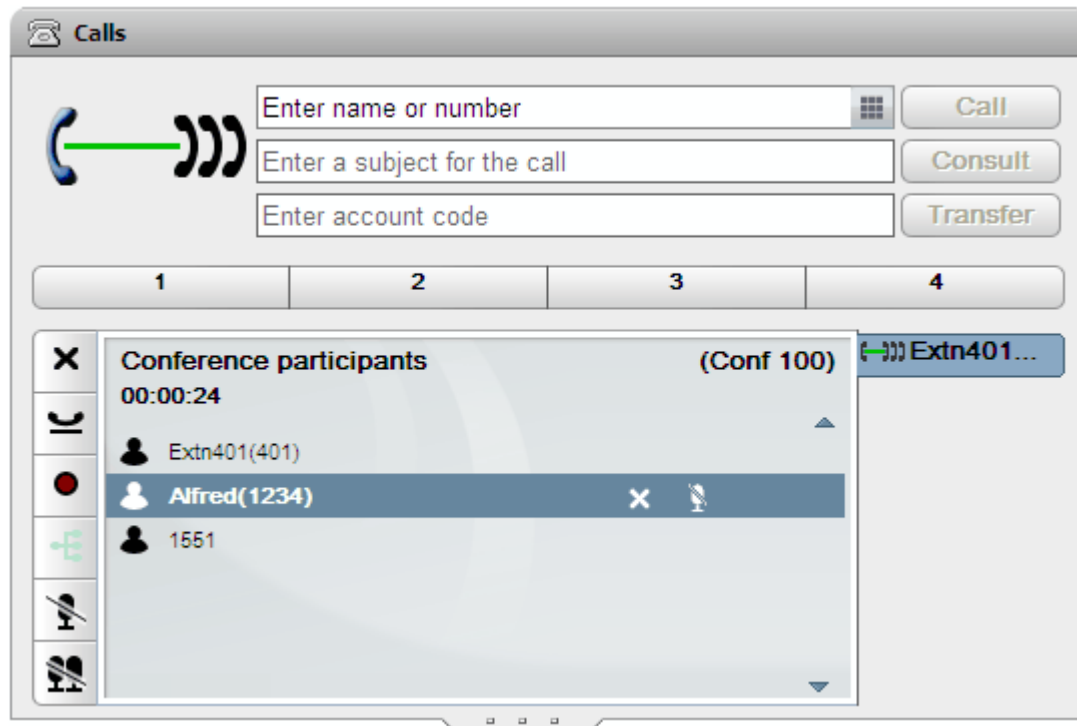 Calls
Enter name or number
Call
Enter a subject for the call
Consult
Enter account code
Transfer
1 2 3 4
Conference participants (Conf 100)
Extn401...
00:00:24
Extn401(401)
Alfred(1234)
1551